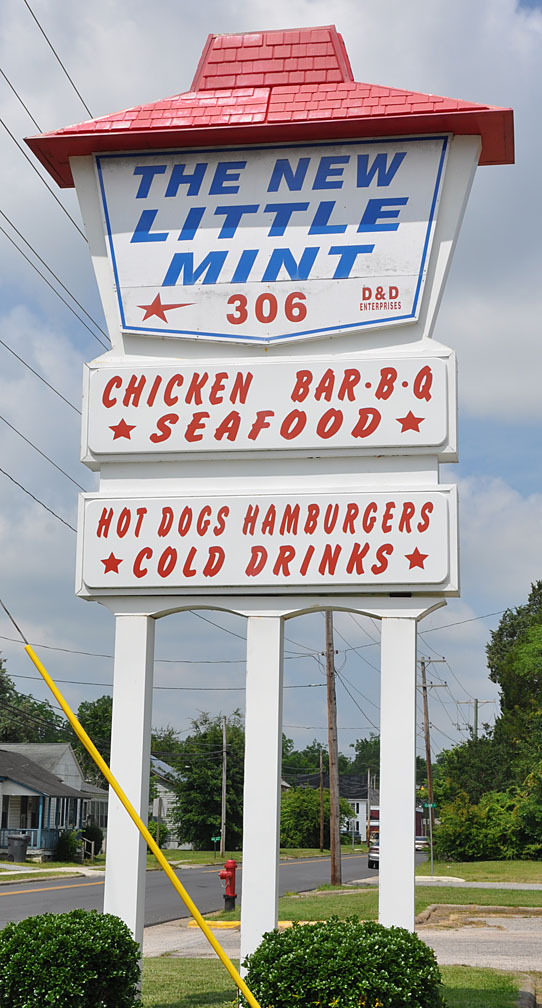 THE NEW
LITTLE
MINT
306
D&D
ENTERPRISES
CHICKEN BAR·B·Q
SEAFOOD
HOT DOGS HAMBURGERS
COLD DRINKS